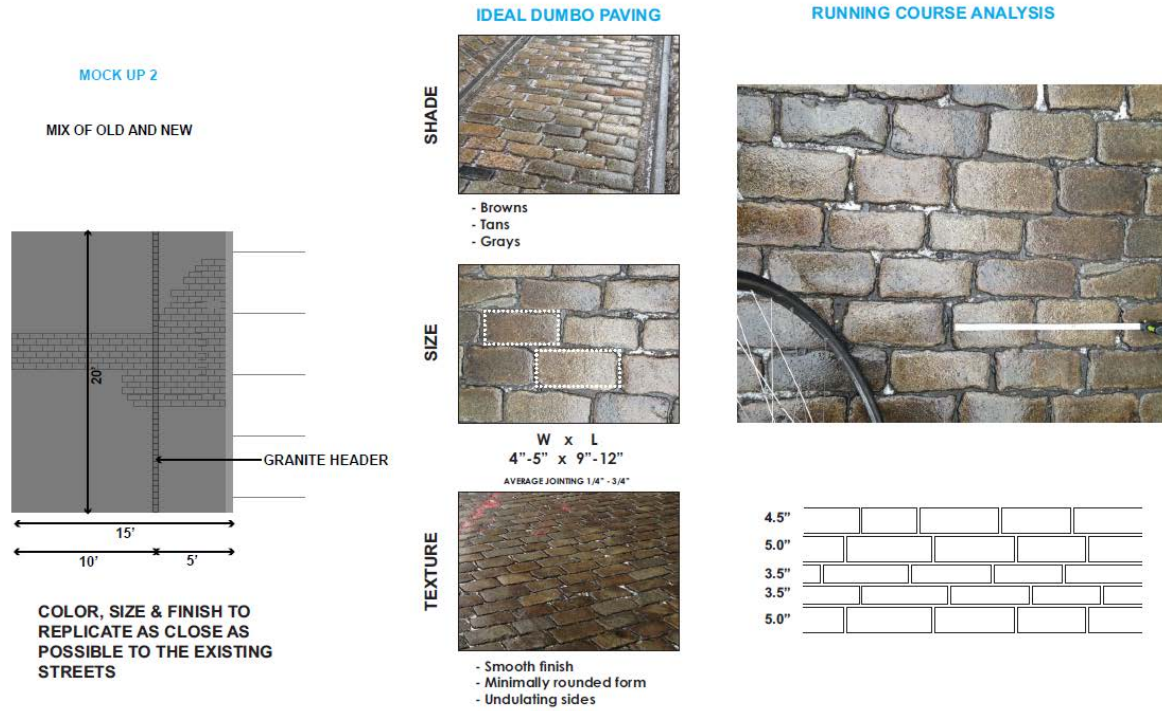 MOCK UP 2
MIX OF OLD AND NEW
20’
GRANITE HEADER
15’
10’
5’
COLOR, SIZE & FINISH TO
REPLICATE AS CLOSE AS
POSSIBLE TO THE EXISTING
STREETS
IDEAL DUMBO PAVING
SHADE
- Browns
- Tans
- Grays
SIZE
W x L
4”-5” x 9”-12”
AVERAGE JOINTING 1/4” - 3/4”
TEXTURE
- Smooth finish
- Minimally rounded form
- Undulating sides
RUNNING COURSE ANALYSIS
4.5”
5.0”
3.5”
3.5”
5.0”